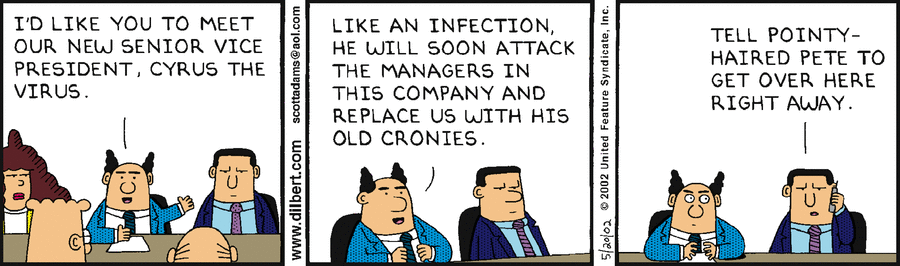 I'D LIKE YOU TO MEET
OUR NEW SENIOR VICE
PRESIDENT, CYRUS THE
VIRUS.
www.dilbert.com scottadams@aol.com
LIKE AN INFECTION,
HE WILL SOON ATTACK
THE MANAGERS IN
THIS COMPANY AND
REPLACE US WITH HIS
OLD CRONIES.
5/20/02 © 2002 United Feature Syndicate, Inc.
TELL POINTY-
HAIRED PETE TO
GET OVER HERE
RIGHT AWAY.